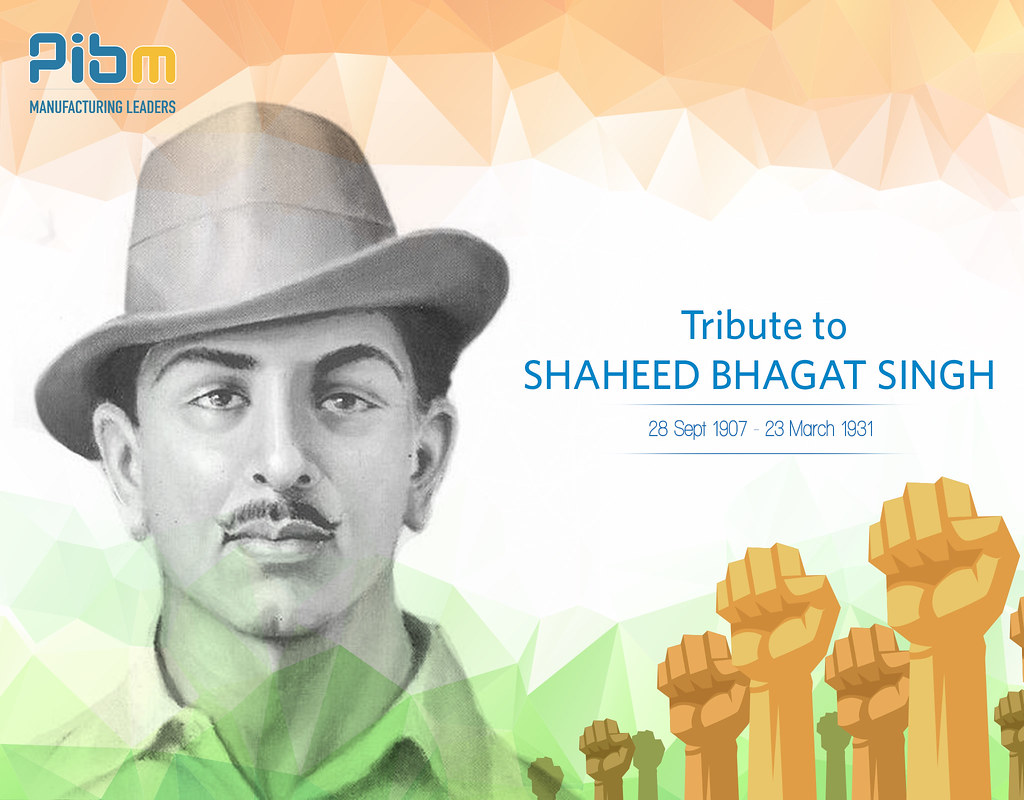 Pibm
MANUFACTURING LEADERS
Tribute to
SHAHEED BHAGAT SINGH
28 Sept 1907 - 23 March 1931